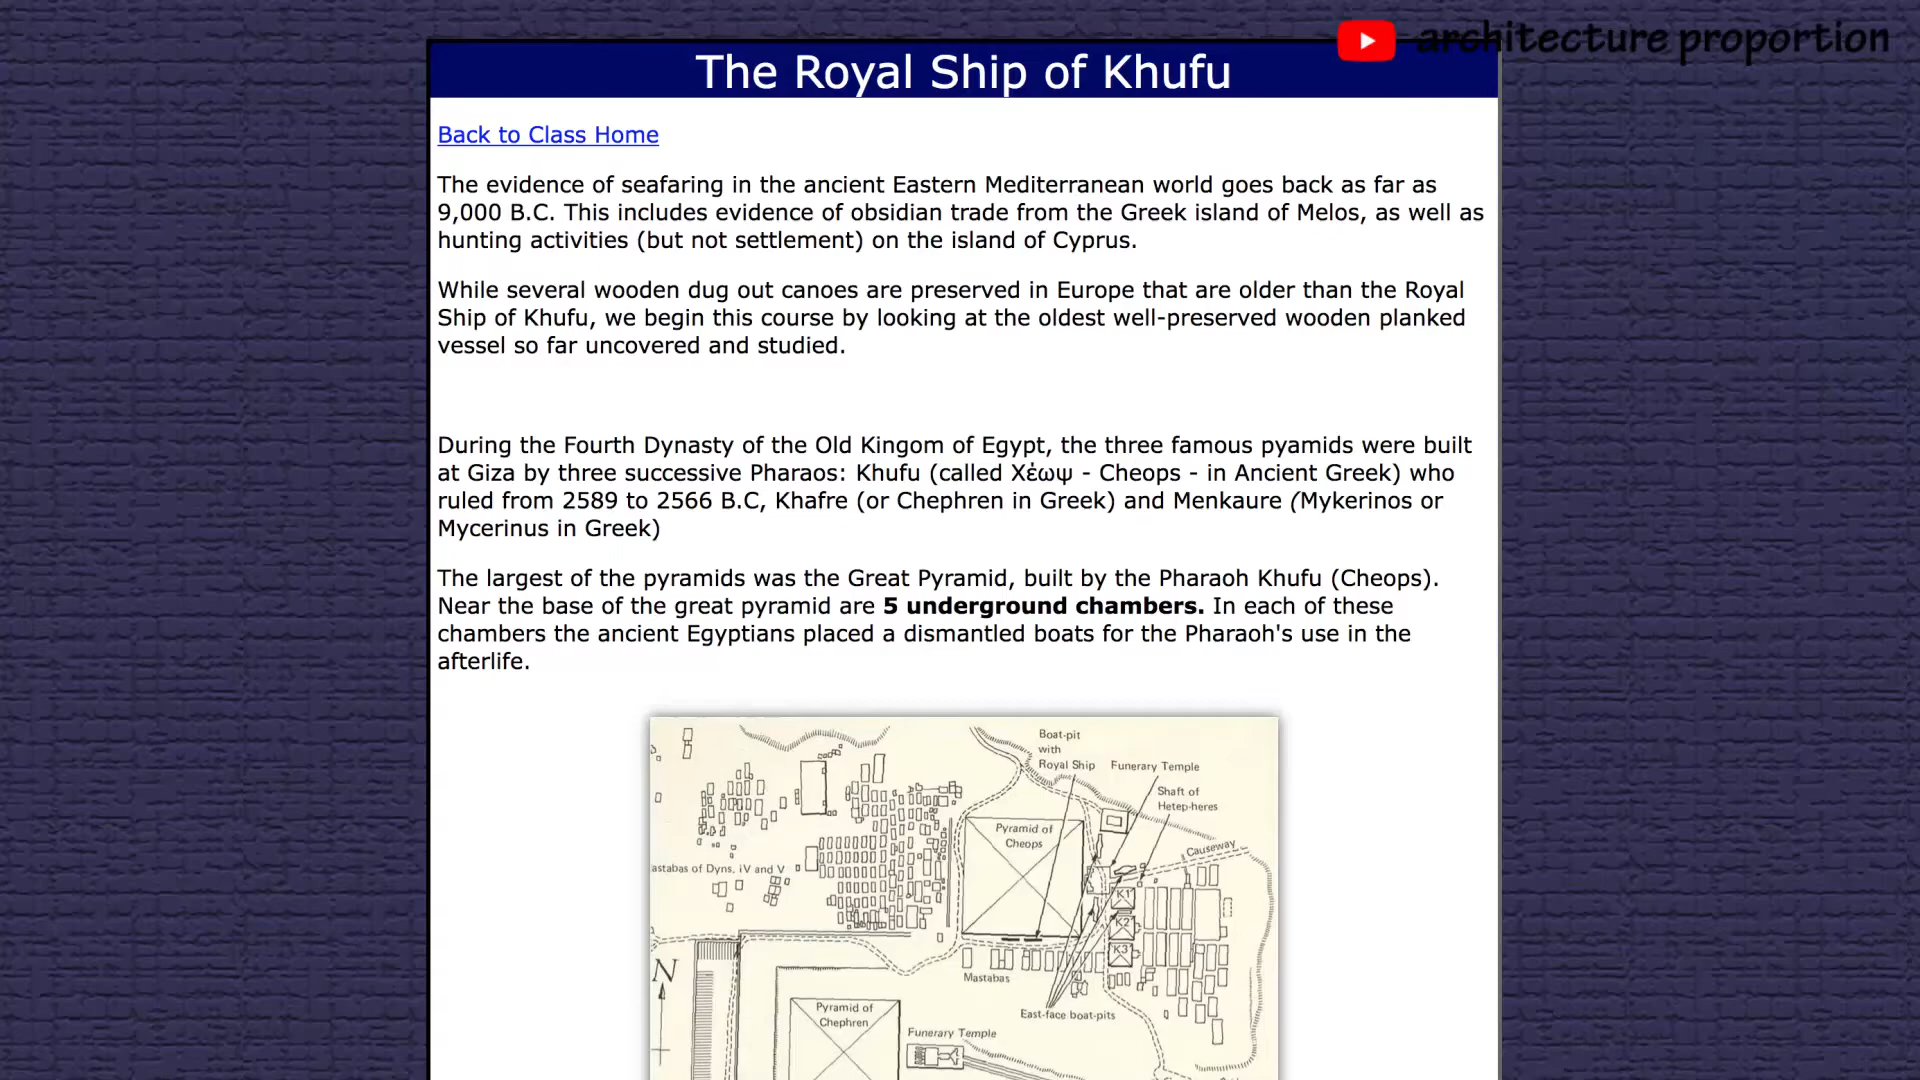 architecture proportion
The Royal Ship of Khufu
Back to Class Home
The evidence of seafaring in the ancient Eastern Mediterranean world goes back as far as
9,000 B.C. This includes evidence of obsidian trade from the Greek island of Melos, as well as
hunting activities (but not settlement) on the island of Cyprus.
While several wooden dug out canoes are preserved in Europe that are older than the Royal
Ship of Khufu, we begin this course by looking at the oldest well-preserved wooden planked
vessel so far uncovered and studied.
During the Fourth Dynasty of the Old Kingom of Egypt, the three famous pyamids were built
at Giza by three successive Pharaos: Khufu (called Χέωψ - Cheops - in Ancient Greek) who
ruled from 2589 to 2566 B.C, Khafre (or Chephren in Greek) and Menkaure (Mykerinos or
Mycerinus in Greek)
The largest of the pyramids was the Great Pyramid, built by the Pharaoh Khufu (Cheops).
Near the base of the great pyramid are 5 underground chambers. In each of these
chambers the ancient Egyptians placed a dismantled boats for the Pharaoh's use in the
afterlife.
Boat-pit
with
Royal Ship
Funerary Temple
Shaft of
Hetep-heres
Pyramid of
Cheops
Causeway
astabas of Dyns. iV and V
K1
K2
K3
N
Mastabas
East-face boat-pits
Pyramid of
Chephren
Funerary Temple